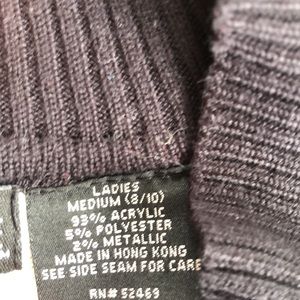 LADIES
MEDIUM (8/10)
93% ACRYLIC
5% POLYESTER
2% METALLIC
MADE IN HONG KONG
SEE SIDE SEAM FOR CARE
RN# 52469